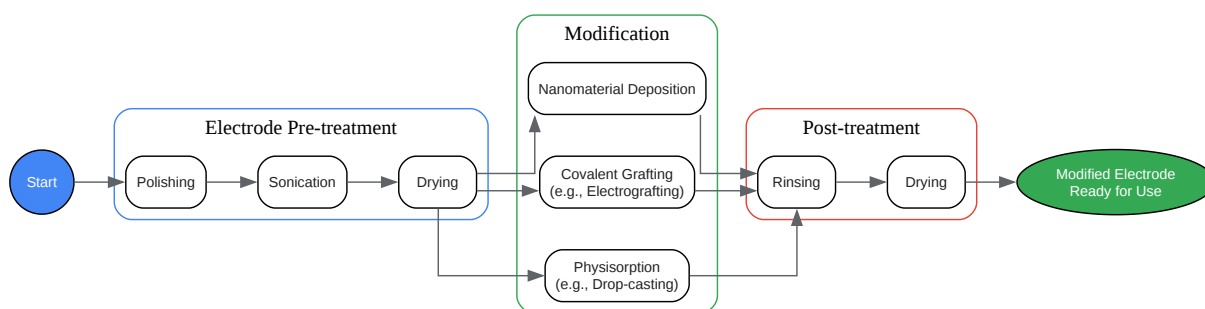 Start
Electrode Pre-treatment
Polishing
Sonication
Drying
Modification
Nanomaterial Deposition
Covalent Grafting
(e.g., Electrografting)
Physisorption
(e.g., Drop-casting)
Post-treatment
Rinsing
Drying
Modified Electrode
Ready for Use